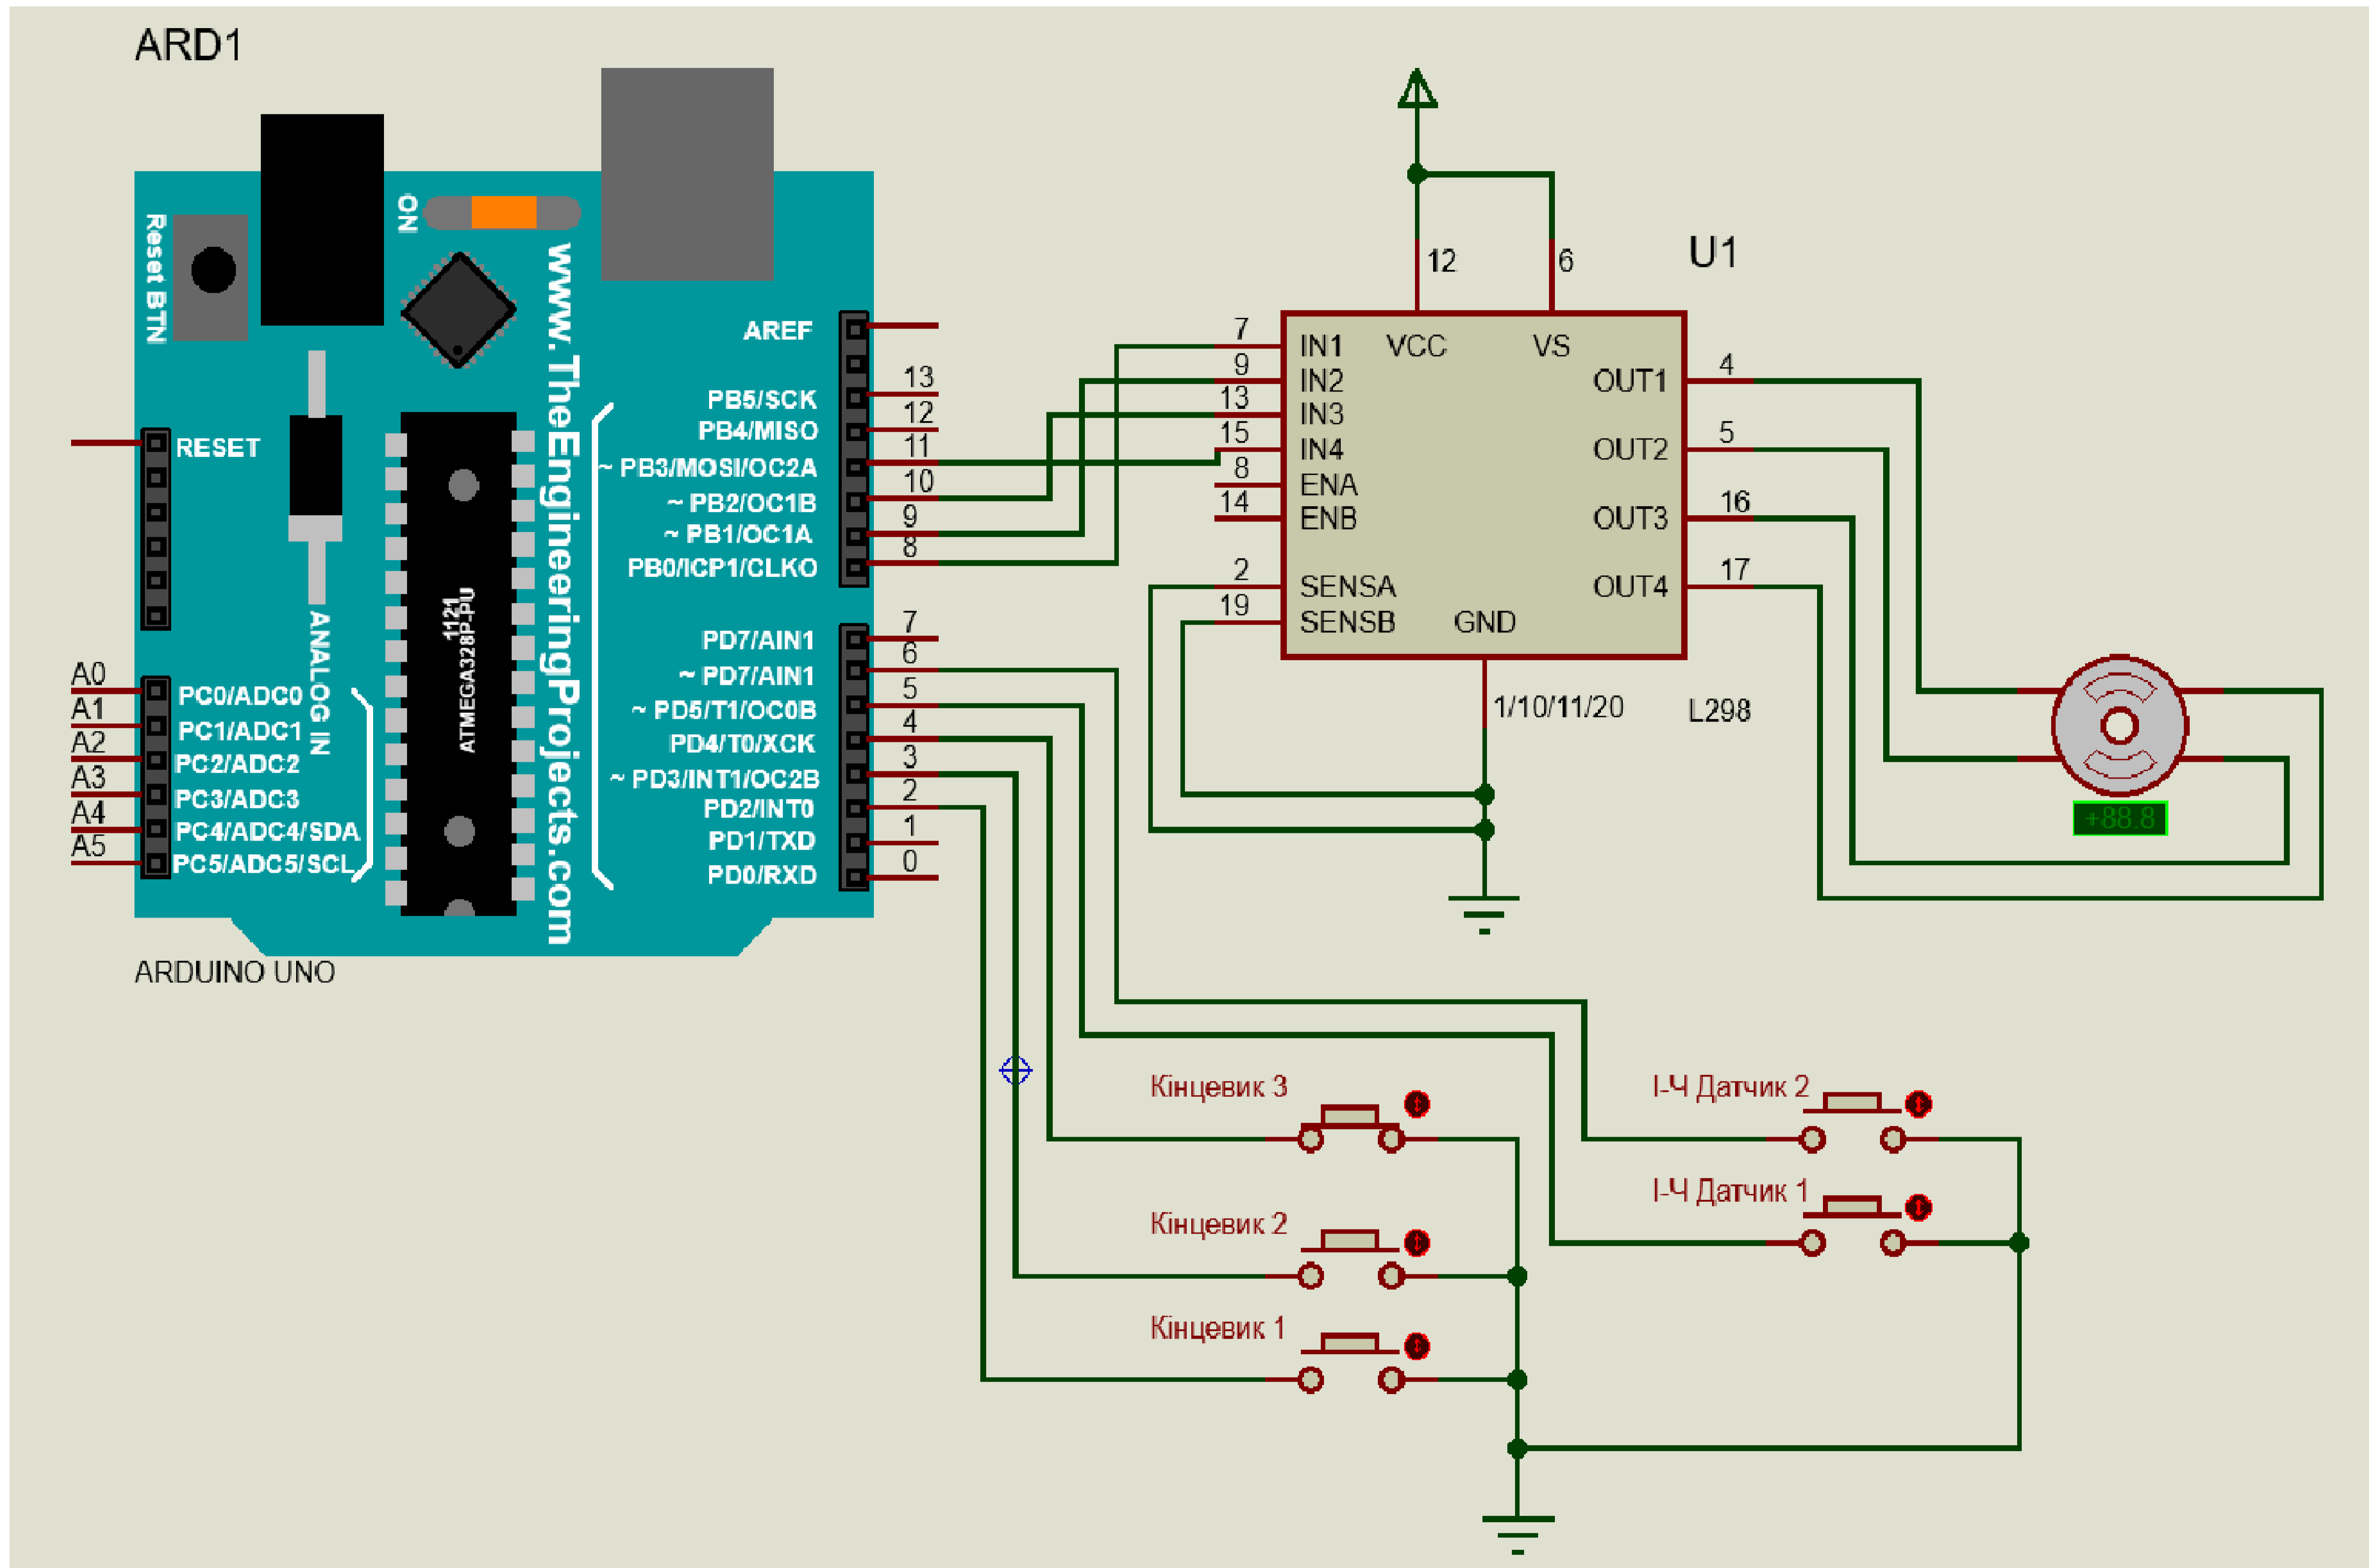 ARD1
ON
Reset BTN
www.TheEngineeringProjects.com
AREF
13
PB5/SCK
12
PB4/MISO
11
~ PB3/MOSI/OC2A
10
~ PB2/OC1B
9
~ PB1/OC1A
8
PB0/ICP1/CLKO
RESET
ANALOG IN
1121
ATMEGA328P-PU
7
PD7/AIN1
6
~ PD7/AIN1
5
~ PD5/T1/OC0B
4
PD4/T0/XCK
3
~ PD3/INT1/OC2B
2
PD2/INT0
1
PD1/TXD
0
PD0/RXD
A0
PC0/ADC0
A1
PC1/ADC1
A2
PC2/ADC2
A3
PC3/ADC3
A4
PC4/ADC4/SDA
A5
PC5/ADC5/SCL
ARDUINO UNO
12
6
U1
7
IN1
VCC
VS
9
IN2
OUT1
4
13
IN3
15
IN4
OUT2
5
8
ENA
14
ENB
OUT3
16
2
SENSA
OUT4
17
19
SENSB
GND
1/10/11/20
L298
+88.8
Кінцевик 3
І-Ч Датчик 2
Кінцевик 2
І-Ч Датчик 1
Кінцевик 1